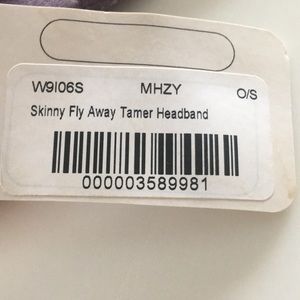 W9I06S MHZY O/S
Skinny Fly Away Tamer Headband
000003589981